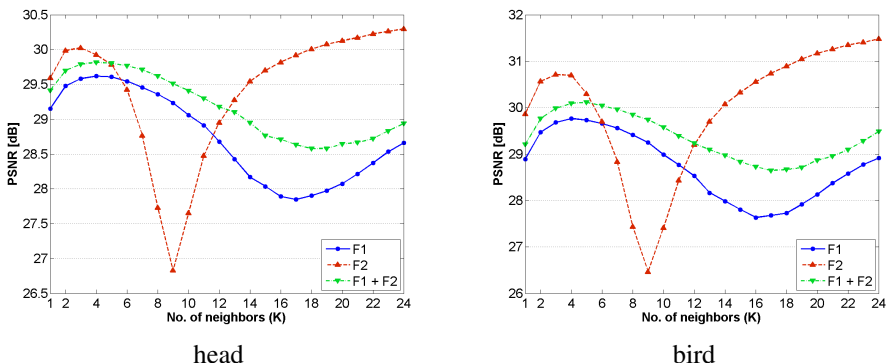 30.5
30
29.5
29
28.5
28
27.5
27
26.5
PSNR [dB]
1 2 4 6 8 10 12 14 16 18 20 22 24
No. of neighbors (K)
F1
F2
F1 + F2
head
32
31
30
29
28
27
26
PSNR [dB]
1 2 4 6 8 10 12 14 16 18 20 22 24
No. of neighbors (K)
F1
F2
F1 + F2
bird